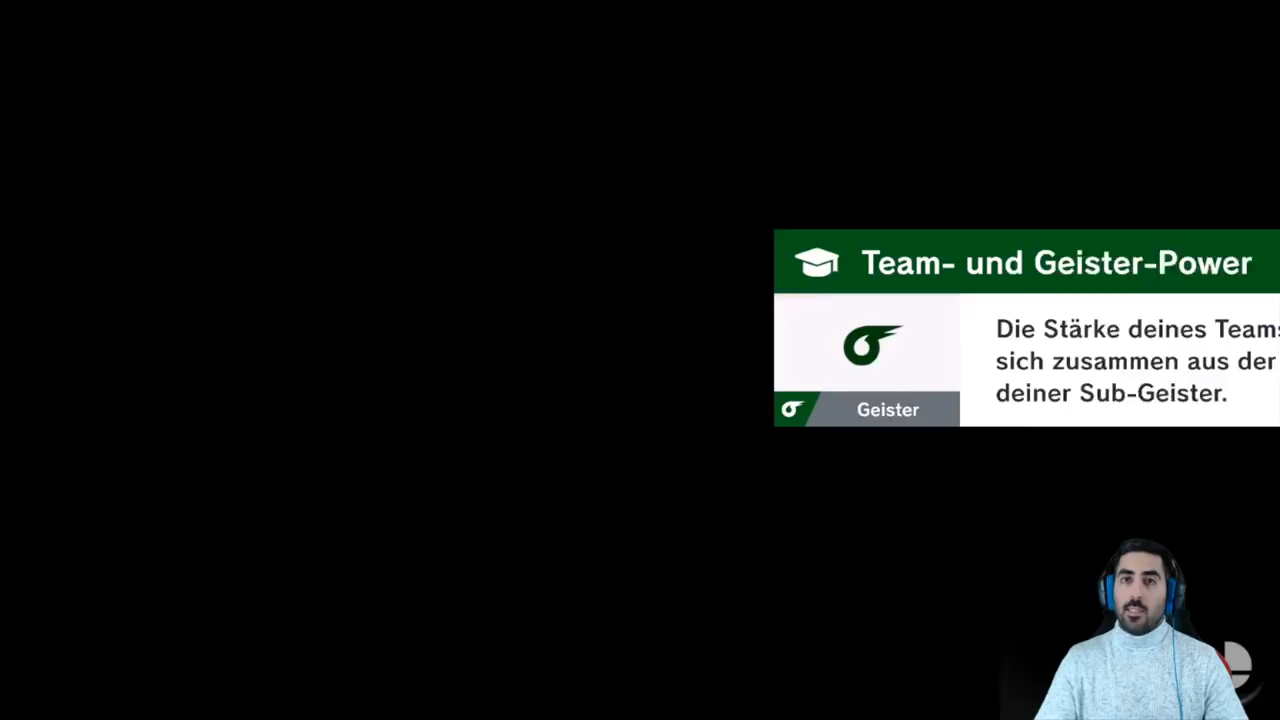 Team- und Geister-Power
Die Stärke deines Teams
sich zusammen aus der
deiner Sub-Geister.
Geister